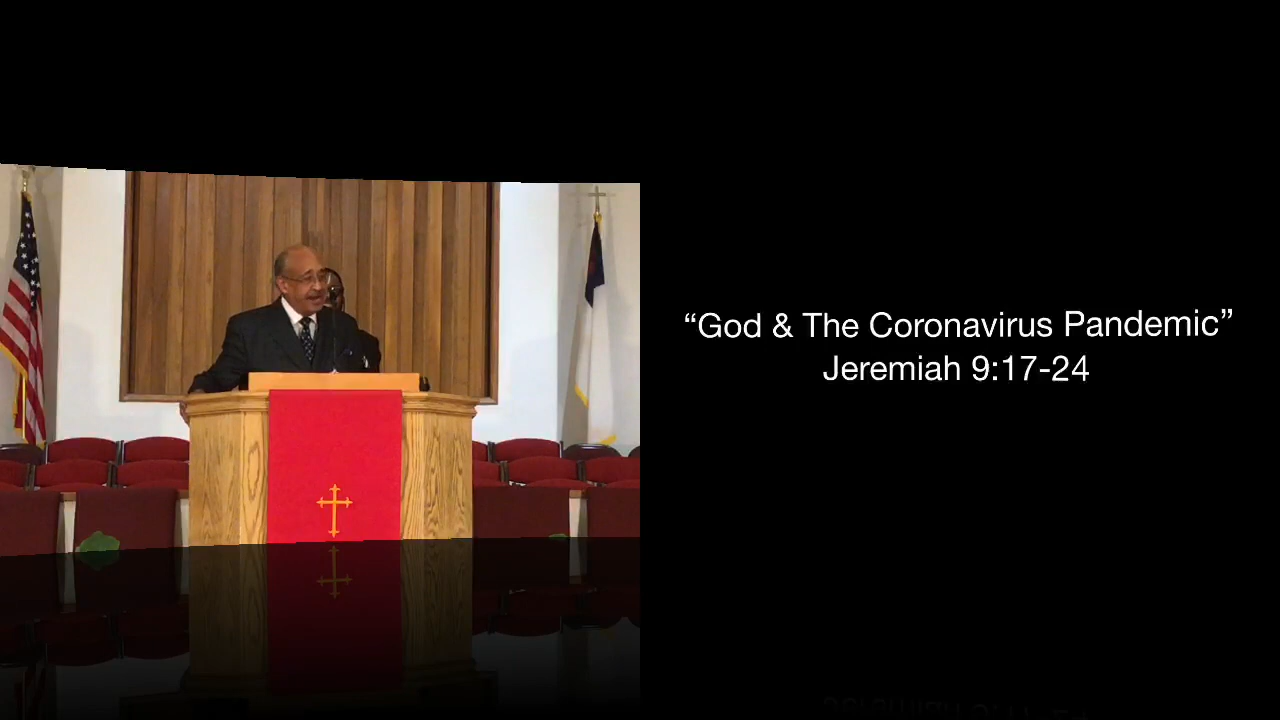 “God & The Coronavirus Pandemic”
Jeremiah 9:17-24